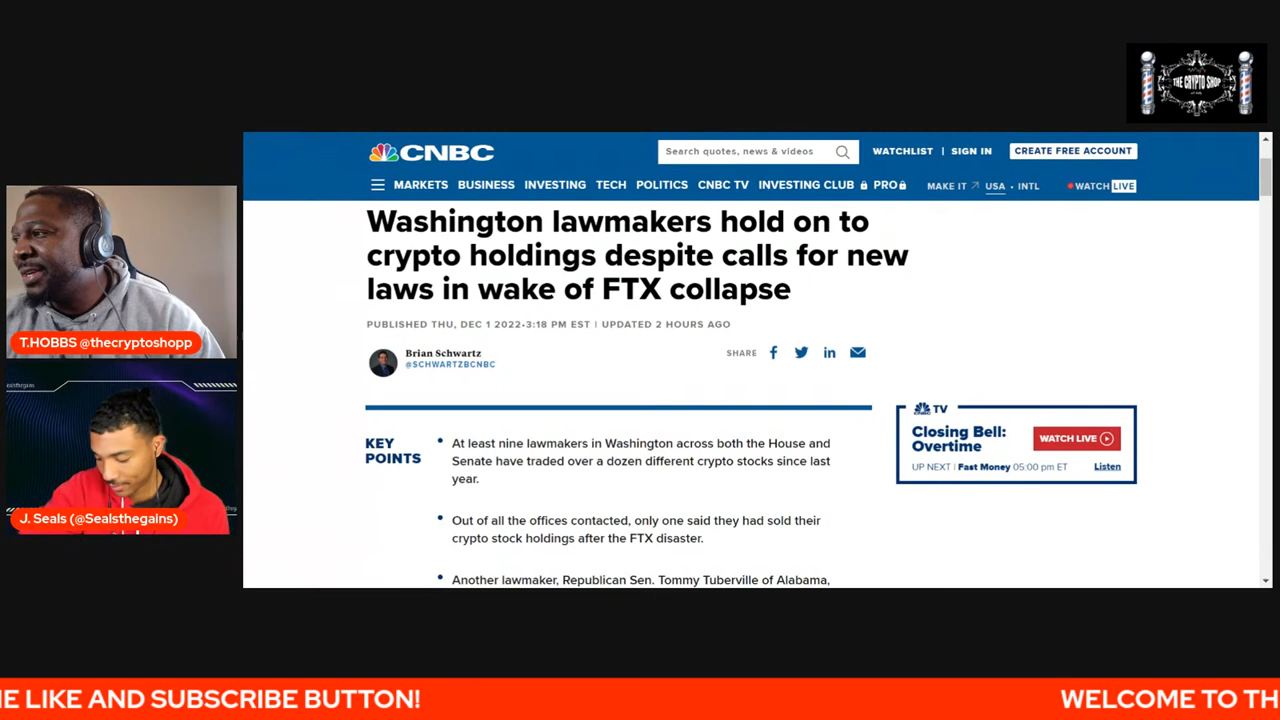 THE CRYPTO SHOP
CNBC
Search quotes, news & videos
WATCHLIST | SIGN IN
CREATE FREE ACCOUNT
MARKETS BUSINESS INVESTING TECH POLITICS CNBC TV INVESTING CLUB PRO
MAKE IT USA • INTL
WATCH LIVE
Washington lawmakers hold on to
crypto holdings despite calls for new
laws in wake of FTX collapse
PUBLISHED THU, DEC 1 2022•3:18 PM EST | UPDATED 2 HOURS AGO
Brian Schwartz
@SCHWARTZBCNBC
SHARE
KEY
POINTS
• At least nine lawmakers in Washington across both the House and
Senate have traded over a dozen different crypto stocks since last
year.
• Out of all the offices contacted, only one said they had sold their
crypto stock holdings after the FTX disaster.
• Another lawmaker, Republican Sen. Tommy Tuberville of Alabama,
TV
Closing Bell:
Overtime
WATCH LIVE
UP NEXT | Fast Money 05:00 pm ET
Listen
T.HOBBS @thecryptoshopp
J. Seals (@Sealsthegains)
E LIKE AND SUBSCRIBE BUTTON!
WELCOME TO TH